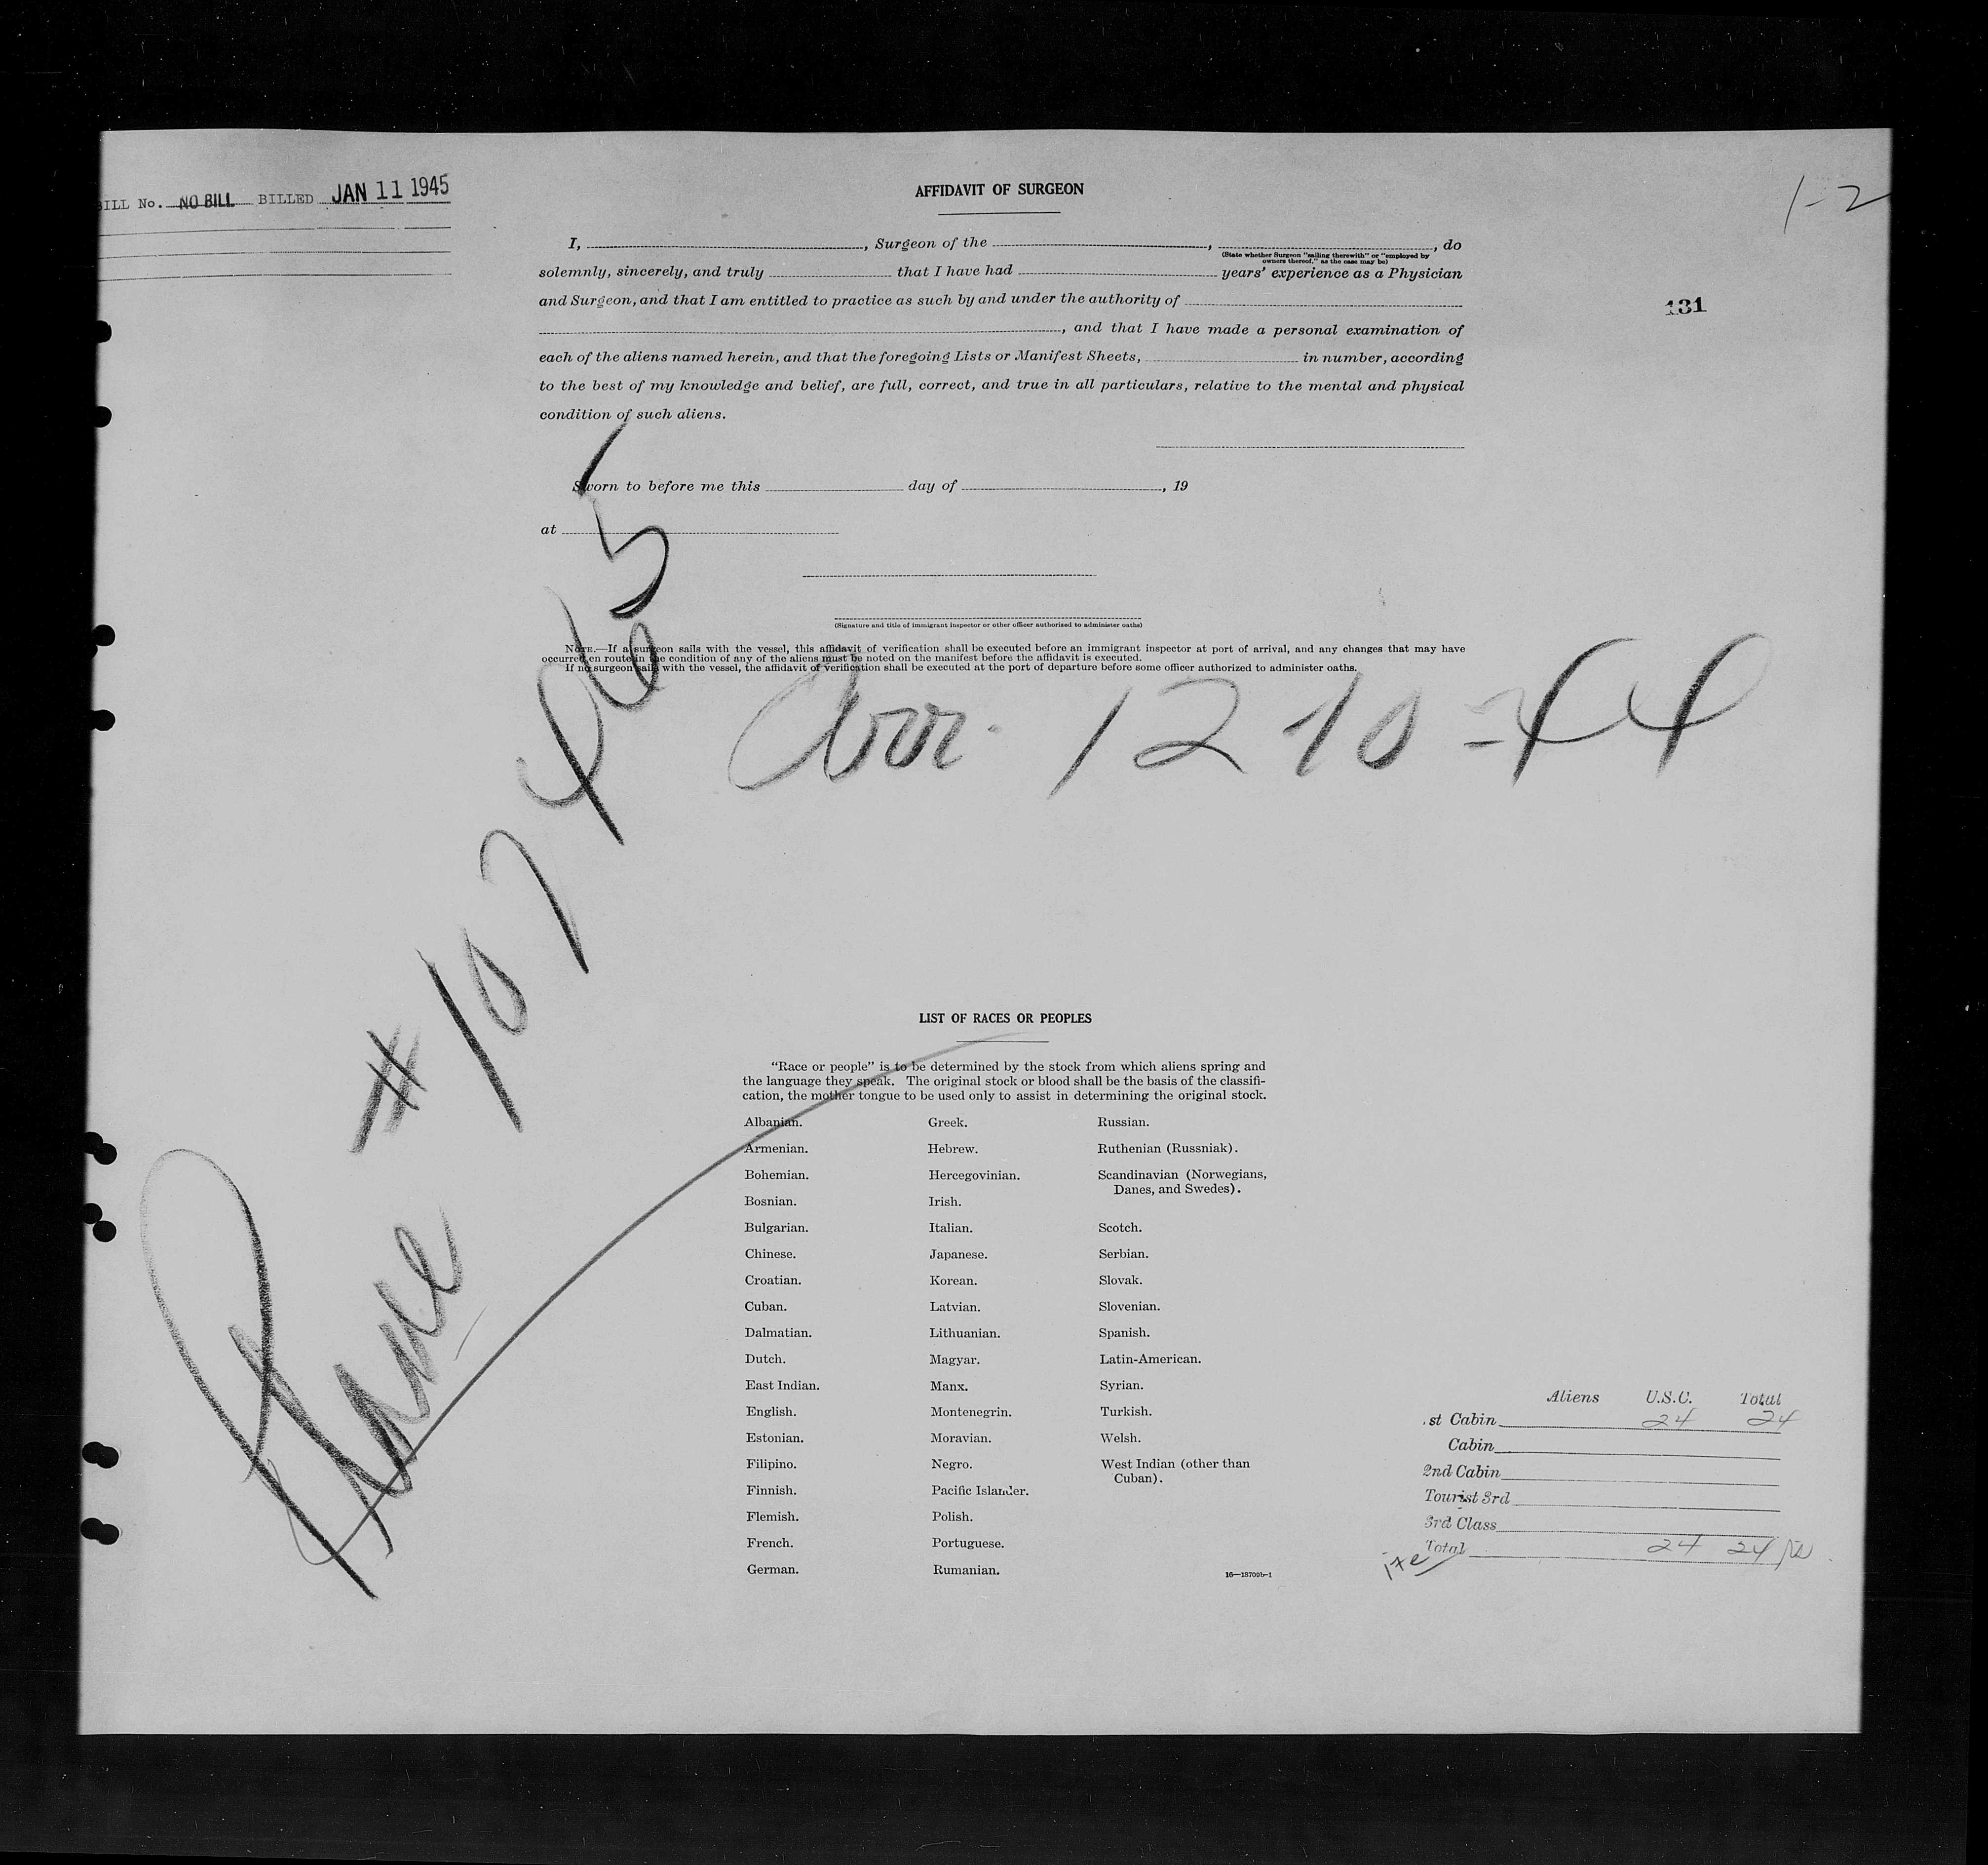 BILL No. NO BILL BILLED JAN 11 1945
AFFIDAVIT OF SURGEON
1-2
131
I, , Surgeon of the , , do
(State whether Surgeon "sailing therewith" or "employed by
owners thereof," as the case may be)
solemnly, sincerely, and truly that I have had years' experience as a Physician
and Surgeon, and that I am entitled to practice as such by and under the authority of
, and that I have made a personal examination of
each of the aliens named herein, and that the foregoing Lists or Manifest Sheets, in number, according
to the best of my knowledge and belief, are full, correct, and true in all particulars, relative to the mental and physical
condition of such aliens.
Sworn to before me this day of , 19
at
(Signature and title of immigrant inspector or other officer authorized to administer oaths)
NOTE.—If a surgeon sails with the vessel, this affidavit of verification shall be executed before an immigrant inspector at port of arrival, and any changes that may have
occurred en route in the condition of any of the aliens must be noted on the manifest before the affidavit is executed.
If no surgeon sails with the vessel, the affidavit of verification shall be executed at the port of departure before some officer authorized to administer oaths.
Arr. 12 10-44
Plane #107465
LIST OF RACES OR PEOPLES
"Race or people" is to be determined by the stock from which aliens spring and
the language they speak. The original stock or blood shall be the basis of the classifi-
cation, the mother tongue to be used only to assist in determining the original stock.
Albanian.
Armenian.
Bohemian.
Bosnian.
Bulgarian.
Chinese.
Croatian.
Cuban.
Dalmatian.
Dutch.
East Indian.
English.
Estonian.
Filipino.
Finnish.
Flemish.
French.
German.
Greek.
Hebrew.
Hercegovinian.
Irish.
Italian.
Japanese.
Korean.
Latvian.
Lithuanian.
Magyar.
Manx.
Montenegrin.
Moravian.
Negro.
Pacific Islander.
Polish.
Portuguese.
Rumanian.
Russian.
Ruthenian (Russniak).
Scandinavian (Norwegians,
Danes, and Swedes).
Scotch.
Serbian.
Slovak.
Slovenian.
Spanish.
Latin-American.
Syrian.
Turkish.
Welsh.
West Indian (other than
Cuban).
16—18709b-1
Aliens U.S.C. Total
st Cabin 24 24
Cabin
2nd Cabin
Tourist 3rd
3rd Class
Total 24 24